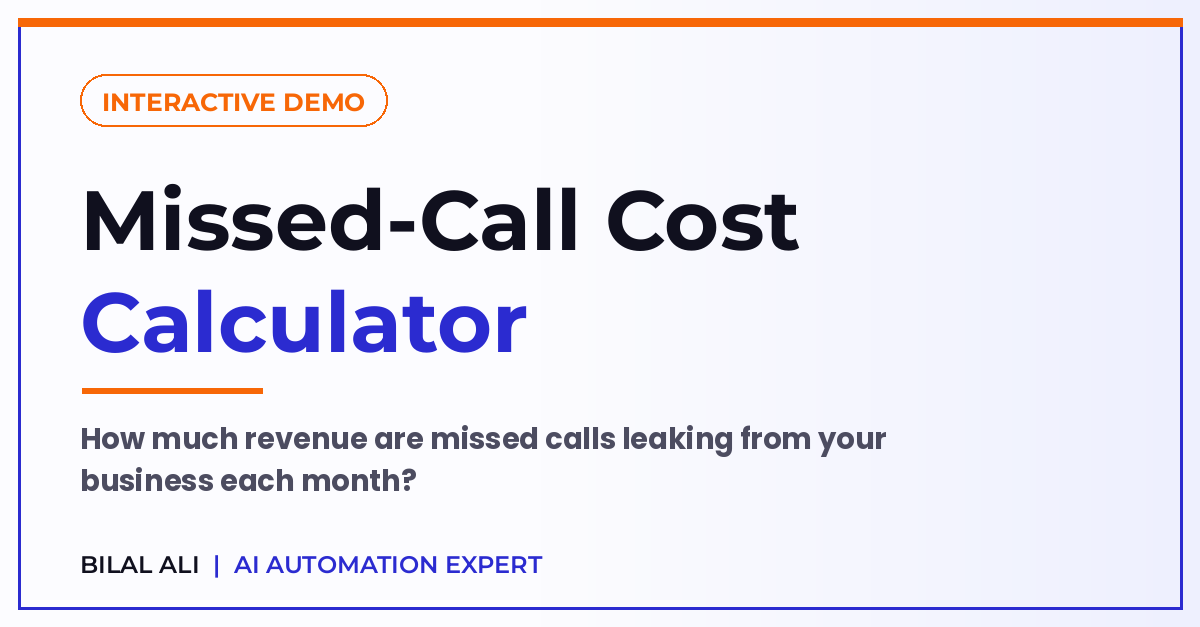 INTERACTIVE DEMO
Missed-Call Cost
Calculator
How much revenue are missed calls leaking from your
business each month?
BILAL ALI | AI AUTOMATION EXPERT